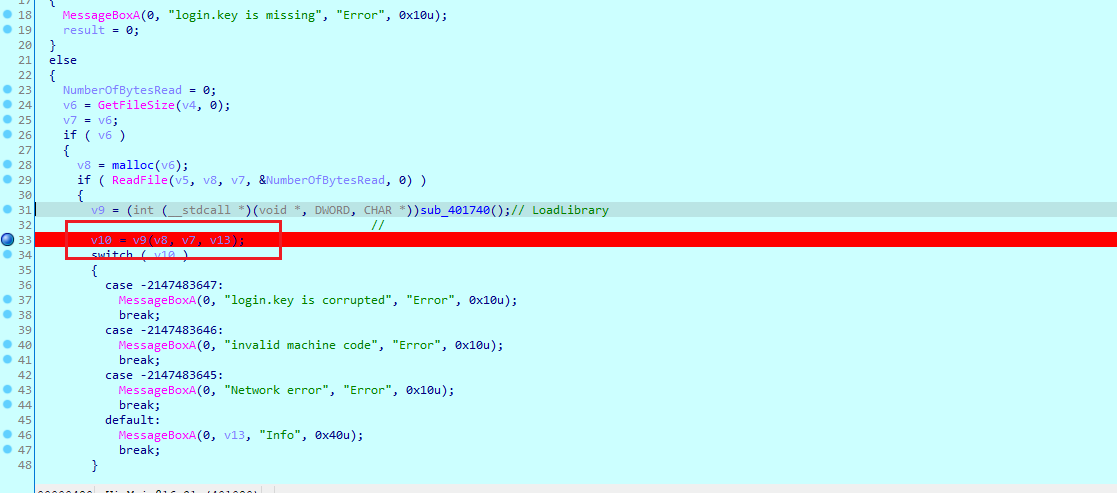 18 MessageBoxA(0, "login.key is missing", "Error", 0x10u);
19 result = 0;
20 }
21 else
22 {
23 NumberOfBytesRead = 0;
24 v6 = GetFileSize(v4, 0);
25 v7 = v6;
26 if ( v6 )
27 {
28 v8 = malloc(v6);
29 if ( ReadFile(v5, v8, v7, &NumberOfBytesRead, 0) )
30 {
31 v9 = (int (__stdcall *)(void *, DWORD, CHAR *))sub_401740();// LoadLibrary
32 //
33 v10 = v9(v8, v7, v13);
34 switch ( v10 )
35 {
36 case -2147483647:
37 MessageBoxA(0, "login.key is corrupted", "Error", 0x10u);
38 break;
39 case -2147483646:
40 MessageBoxA(0, "invalid machine code", "Error", 0x10u);
41 break;
42 case -2147483645:
43 MessageBoxA(0, "Network error", "Error", 0x10u);
44 break;
45 default:
46 MessageBoxA(0, v13, "Info", 0x40u);
47 break;
48 }